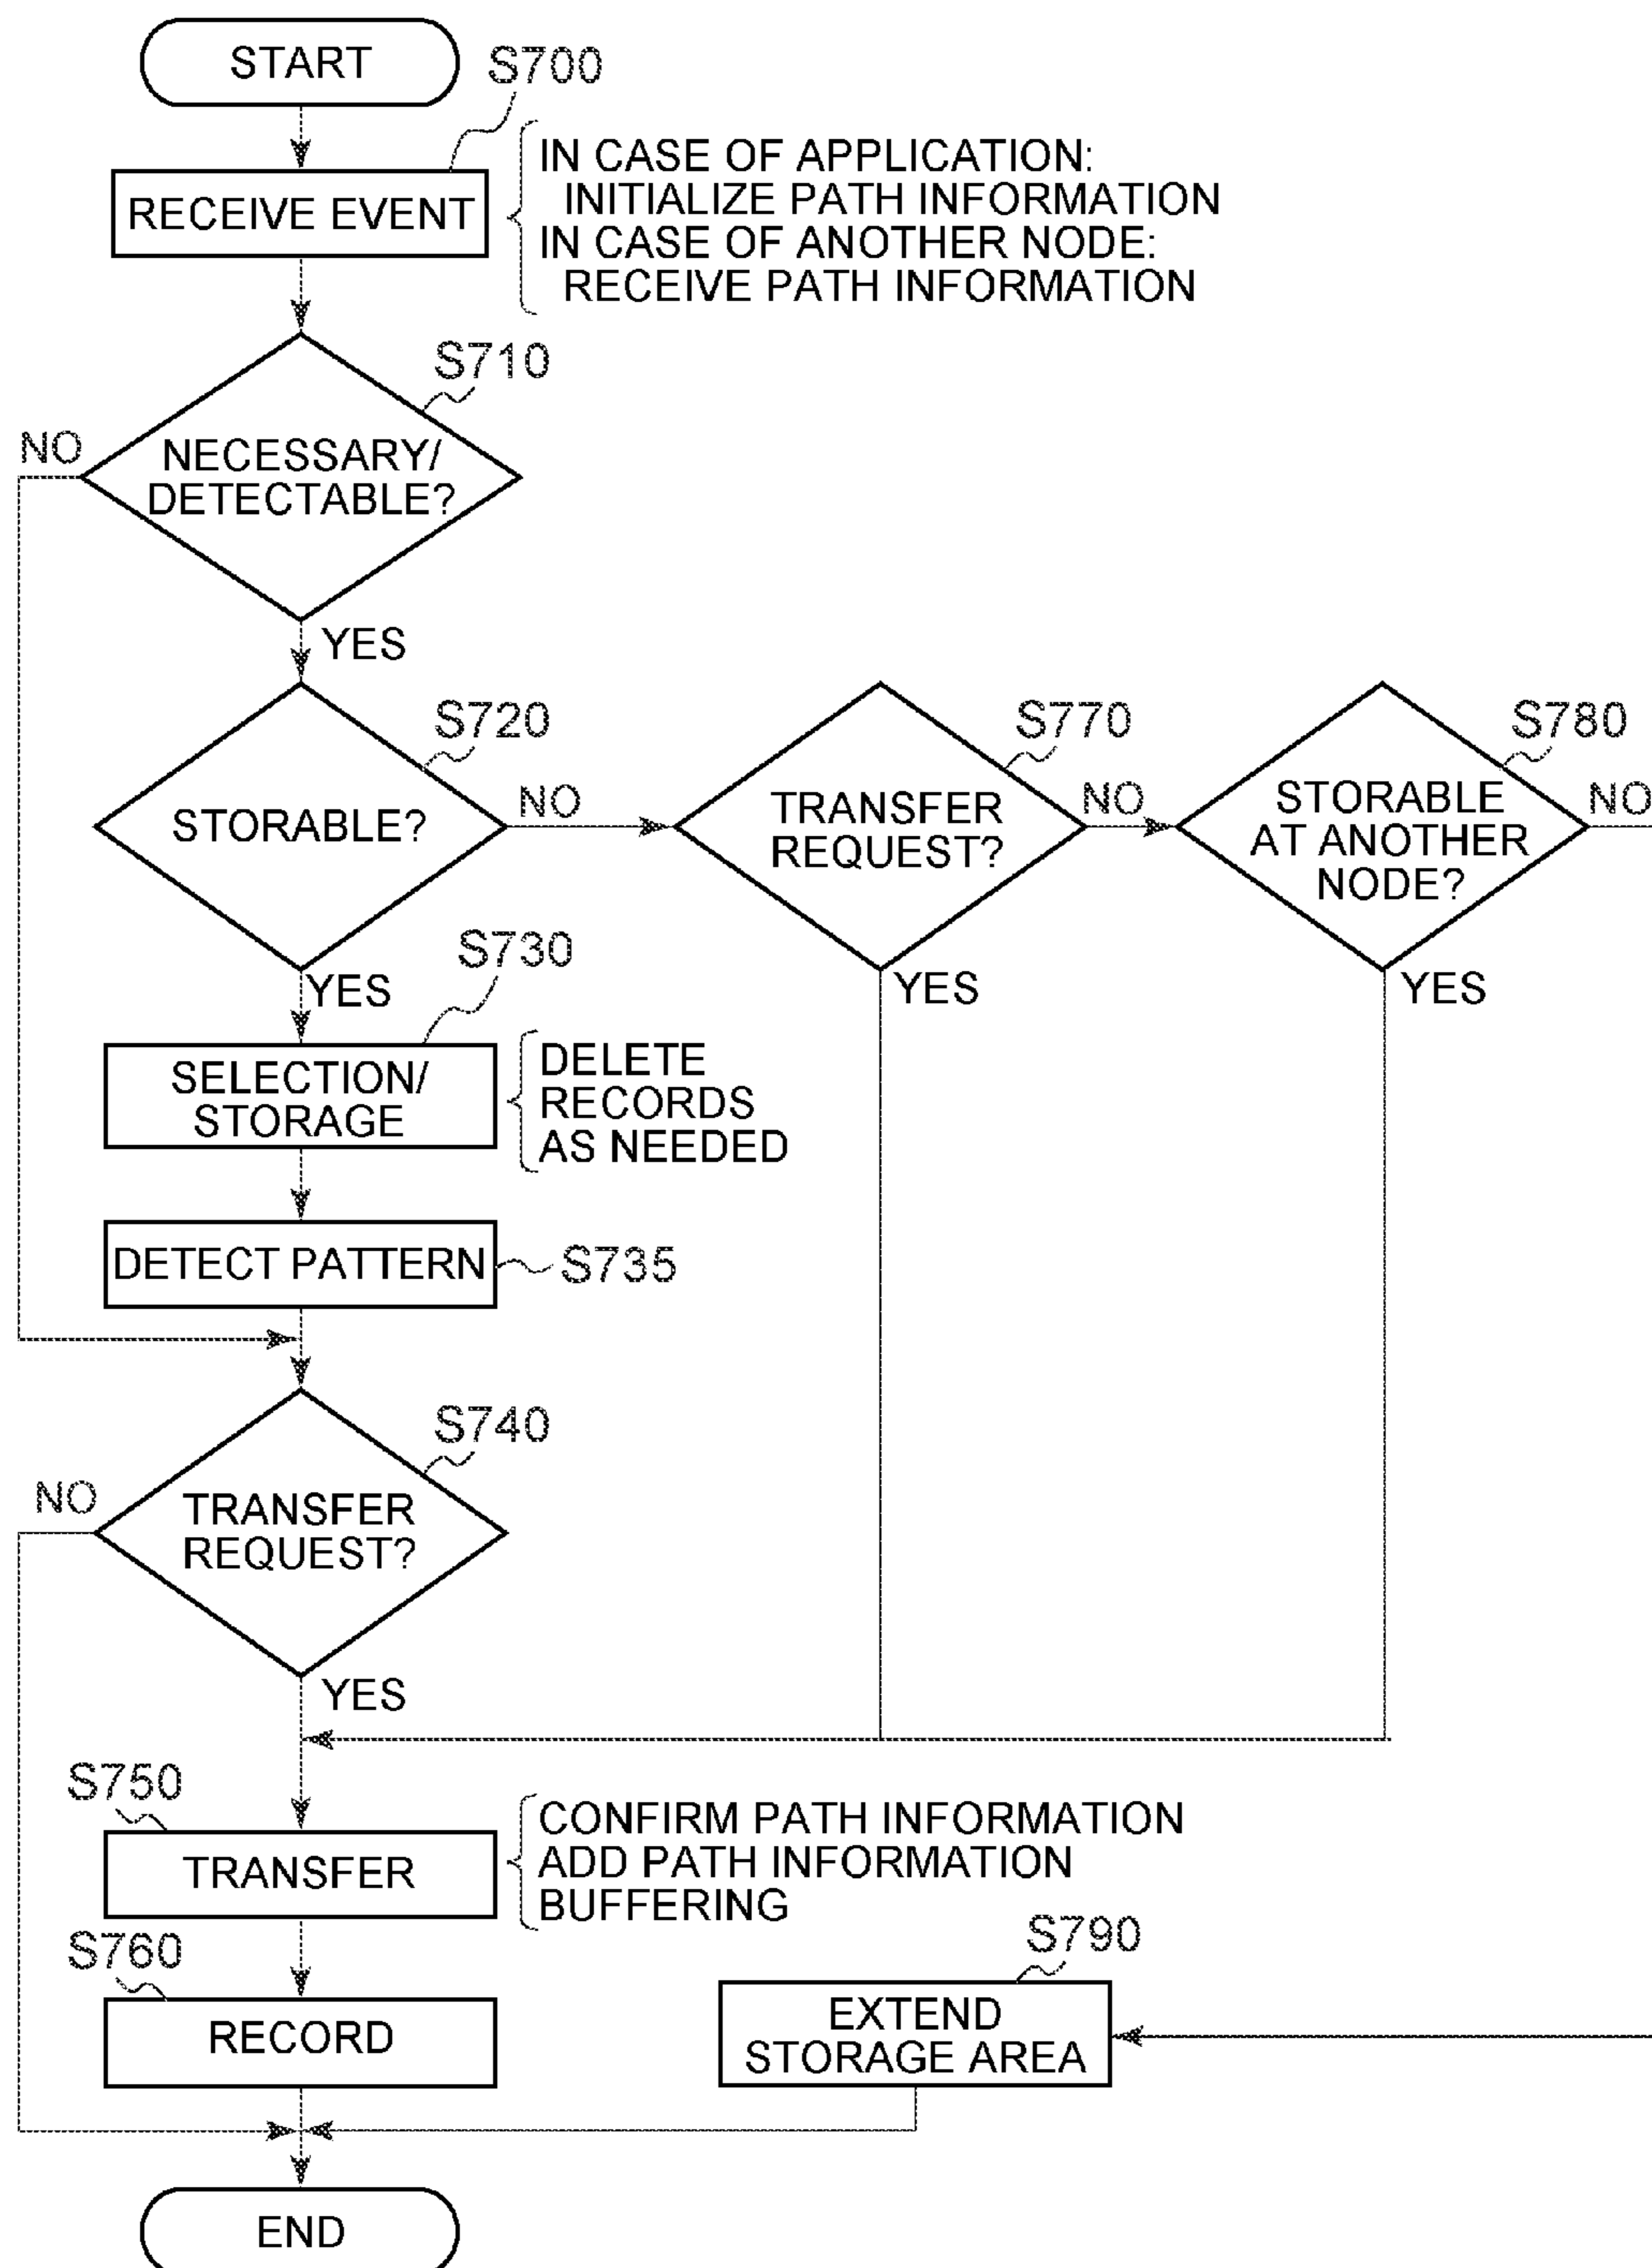 START
S700
RECEIVE EVENT
IN CASE OF APPLICATION:
INITIALIZE PATH INFORMATION
IN CASE OF ANOTHER NODE:
RECEIVE PATH INFORMATION
S710
NO
NECESSARY/
DETECTABLE?
YES
S720
STORABLE?
NO
S770
TRANSFER
REQUEST?
NO
S780
STORABLE
AT ANOTHER
NODE?
NO
YES
YES
YES
S730
SELECTION/
STORAGE
DELETE
RECORDS
AS NEEDED
DETECT PATTERN
S735
S740
NO
TRANSFER
REQUEST?
YES
S750
TRANSFER
CONFIRM PATH INFORMATION
ADD PATH INFORMATION
BUFFERING
S760
RECORD
S790
EXTEND
STORAGE AREA
END